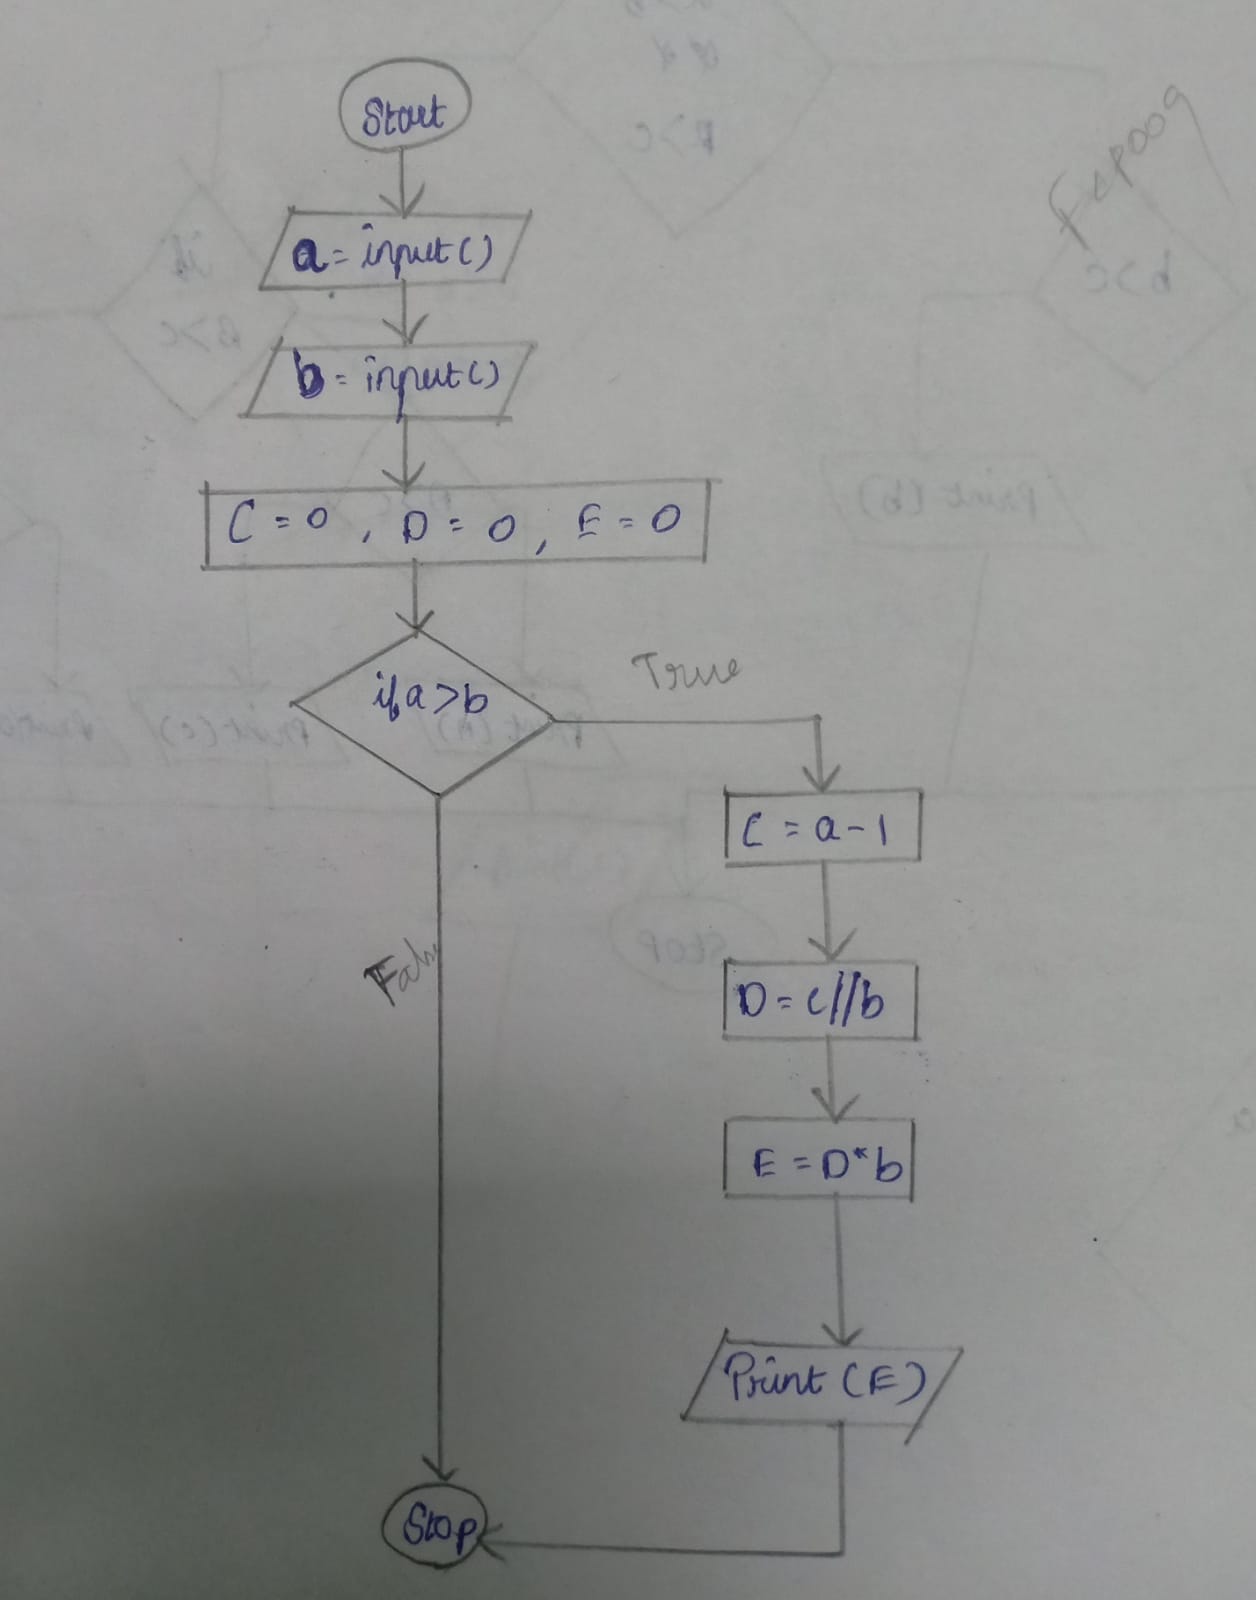 Start
a = input()
b = input()
C = 0 , D = 0 , E = 0
if a > b
True
C = a - 1
False
D = c // b
E = D * b
Print (E)
Stop